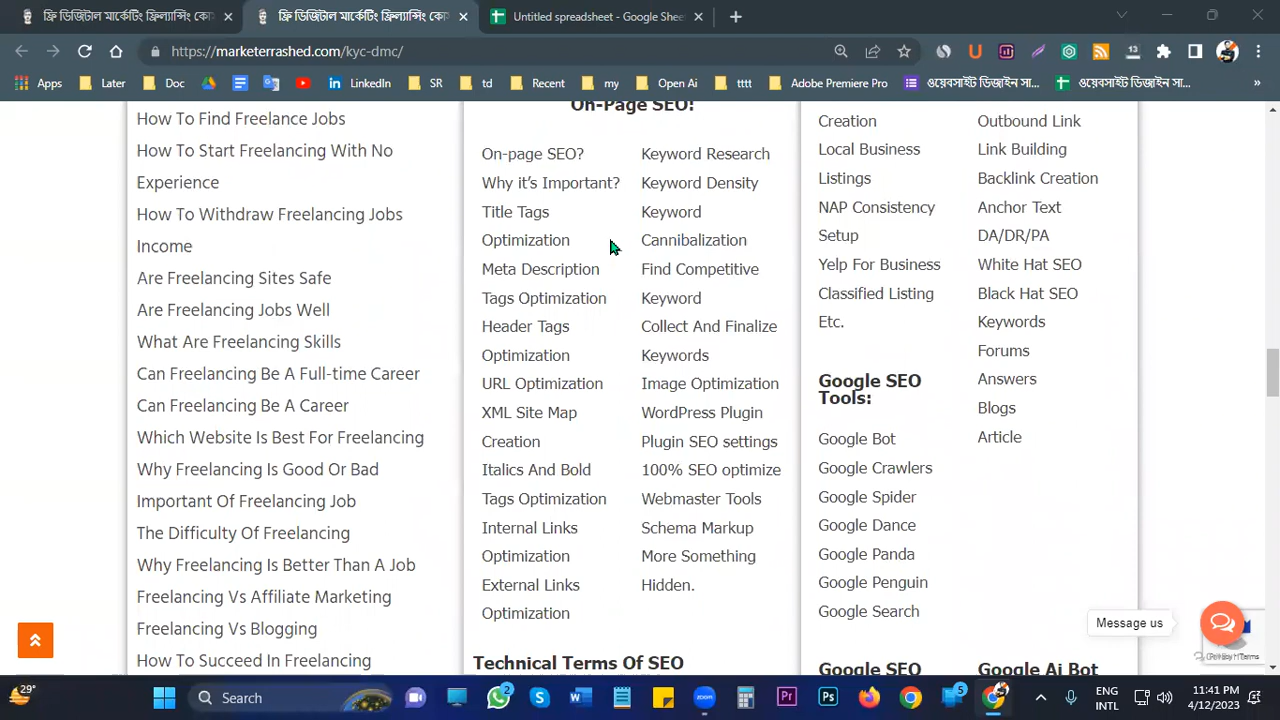 ফ্রি ডিজিটাল মার্কেটিং ফ্রিল্যান্সিং কো
ফ্রি ডিজিটাল মার্কেটিং ফ্রিল্যান্সিং কো
Untitled spreadsheet - Google Shee
https://marketerrashed.com/kyc-dmc/
Apps
Later
Doc
LinkedIn
SR
td
Recent
my
Open Ai
tttt
Adobe Premiere Pro
ওয়েবসাইট ডিজাইন সা...
ওয়েবসাইট ডিজাইন সা...
»
How To Find Freelance Jobs
How To Start Freelancing With No
Experience
How To Withdraw Freelancing Jobs
Income
Are Freelancing Sites Safe
Are Freelancing Jobs Well
What Are Freelancing Skills
Can Freelancing Be A Full-time Career
Can Freelancing Be A Career
Which Website Is Best For Freelancing
Why Freelancing Is Good Or Bad
Important Of Freelancing Job
The Difficulty Of Freelancing
Why Freelancing Is Better Than A Job
Freelancing Vs Affiliate Marketing
Freelancing Vs Blogging
How To Succeed In Freelancing
On-Page SEO:
On-page SEO?
Why it's Important?
Title Tags
Optimization
Meta Description
Tags Optimization
Header Tags
Optimization
URL Optimization
XML Site Map
Creation
Italics And Bold
Tags Optimization
Internal Links
Optimization
External Links
Optimization
Keyword Research
Keyword Density
Keyword
Cannibalization
Find Competitive
Keyword
Collect And Finalize
Keywords
Image Optimization
WordPress Plugin
Plugin SEO settings
100% SEO optimize
Webmaster Tools
Schema Markup
More Something
Hidden.
Technical Terms Of SEO
Creation
Local Business
Listings
NAP Consistency
Setup
Yelp For Business
Classified Listing
Etc.
Google SEO
Tools:
Google Bot
Google Crawlers
Google Spider
Google Dance
Google Panda
Google Penguin
Google Search
Google SEO
Outbound Link
Link Building
Backlink Creation
Anchor Text
DA/DR/PA
White Hat SEO
Black Hat SEO
Keywords
Forums
Answers
Blogs
Article
Google Ai Bot
Message us
Privacy Terms
29°
Search
2
5
ENG
INTL
11:41 PM
4/12/2023